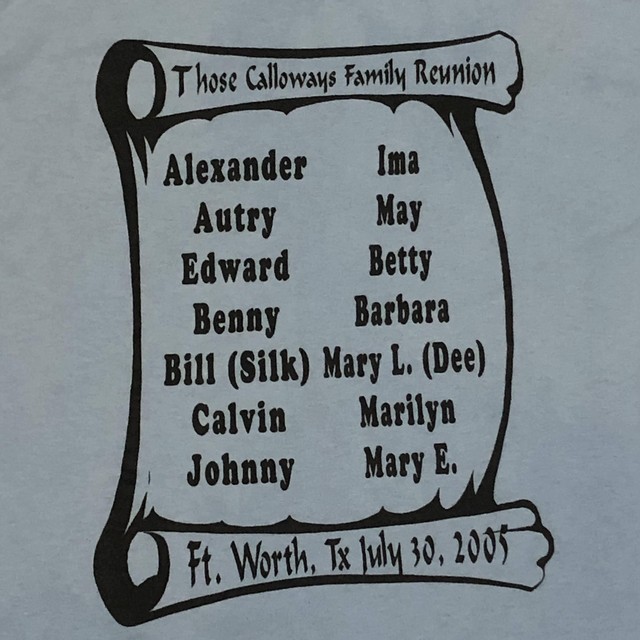 Those Calloways Family Reunion
Alexander Ima
Autry May
Edward Betty
Benny Barbara
Bill (Silk) Mary L. (Dee)
Calvin Marilyn
Johnny Mary E.
Ft. Worth, Tx July 30, 2005